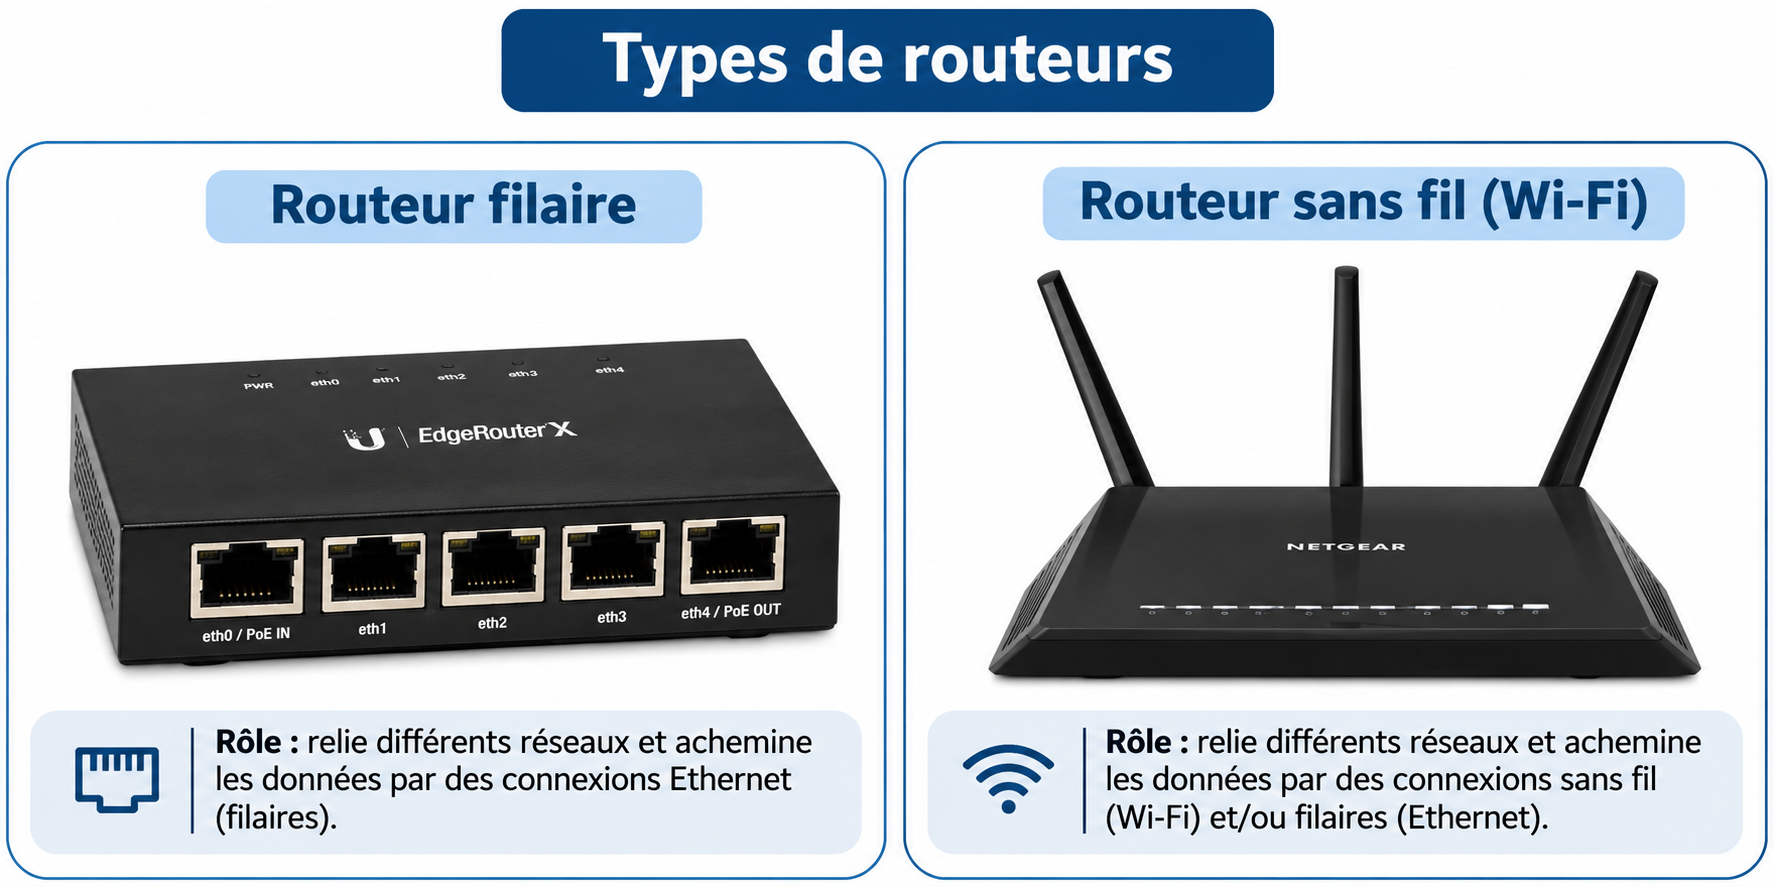 Types de routeurs
Routeur filaire
PWR eth0 eth1 eth2 eth3 eth4
U | EdgeRouter X
eth0 / PoE IN eth1 eth2 eth3 eth4 / PoE OUT
Rôle : relie différents réseaux et achemine
les données par des connexions Ethernet
(filaires).
Routeur sans fil (Wi-Fi)
NETGEAR
Rôle : relie différents réseaux et achemine
les données par des connexions sans fil
(Wi-Fi) et/ou filaires (Ethernet).